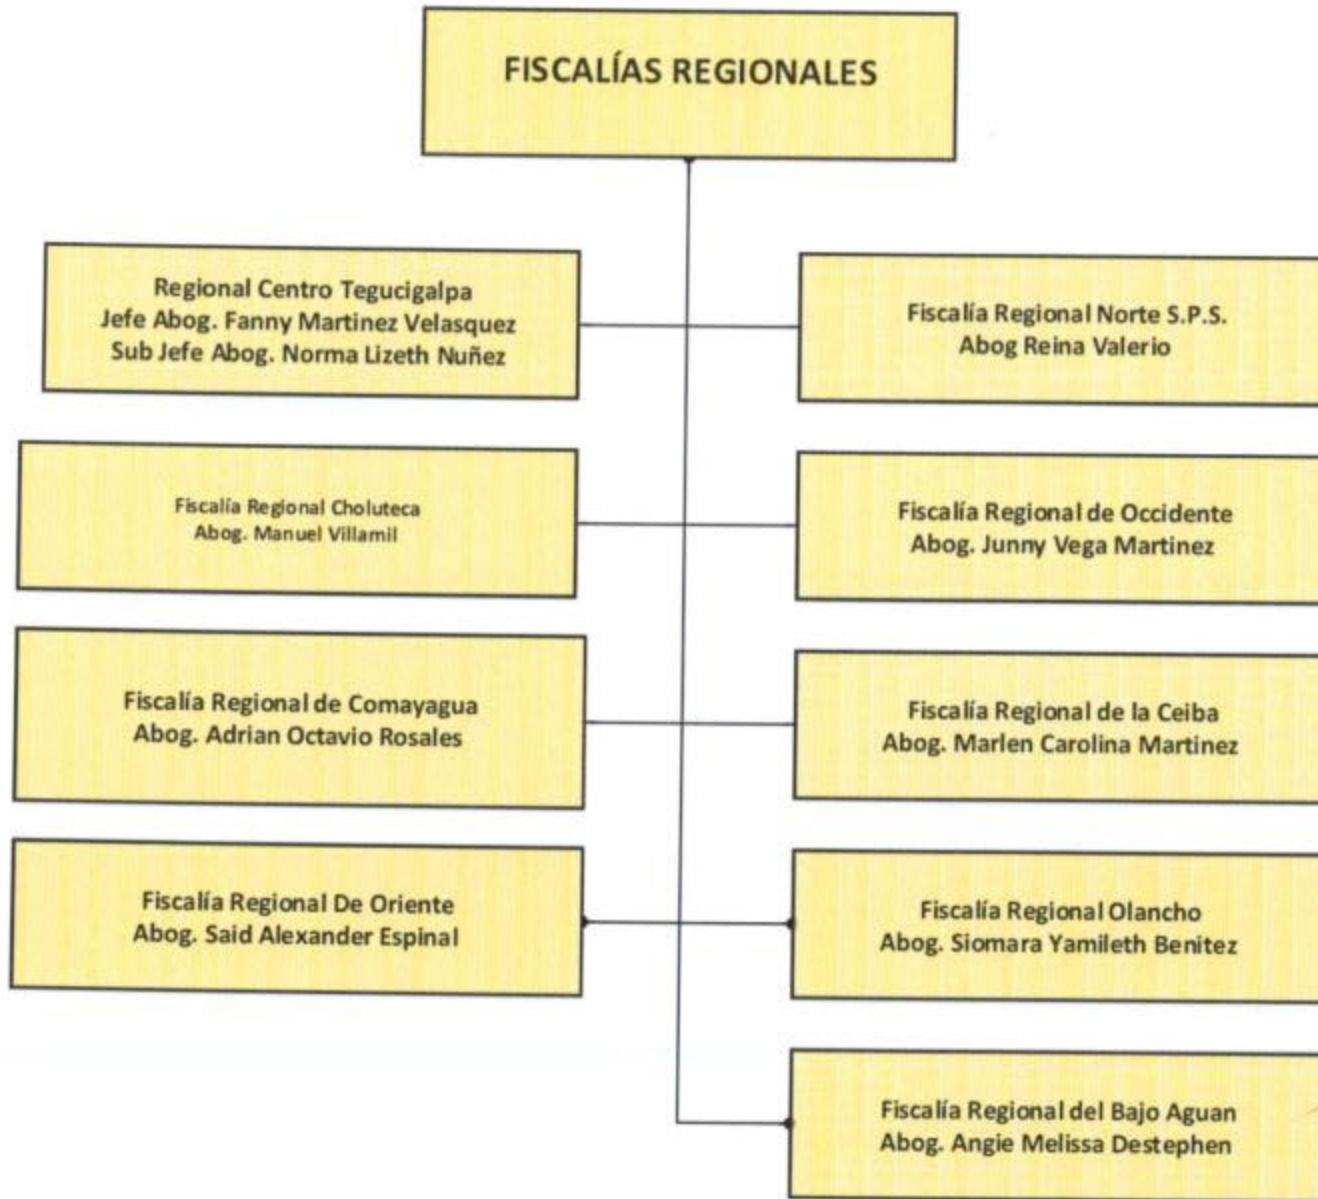 FISCALÍAS REGIONALES
Regional Centro Tegucigalpa
Jefe Abog. Fanny Martinez Velasquez
Sub Jefe Abog. Norma Lizeth Nuñez
Fiscalía Regional Norte S.P.S.
Abog Reina Valerio
Fiscalía Regional Choluteca
Abog. Manuel Villamil
Fiscalía Regional de Occidente
Abog. Junny Vega Martinez
Fiscalía Regional de Comayagua
Abog. Adrian Octavio Rosales
Fiscalía Regional de la Ceiba
Abog. Marlen Carolina Martinez
Fiscalía Regional De Oriente
Abog. Said Alexander Espinal
Fiscalía Regional Olancho
Abog. Siomara Yamileth Benitez
Fiscalía Regional del Bajo Aguan
Abog. Angie Melissa Destephen